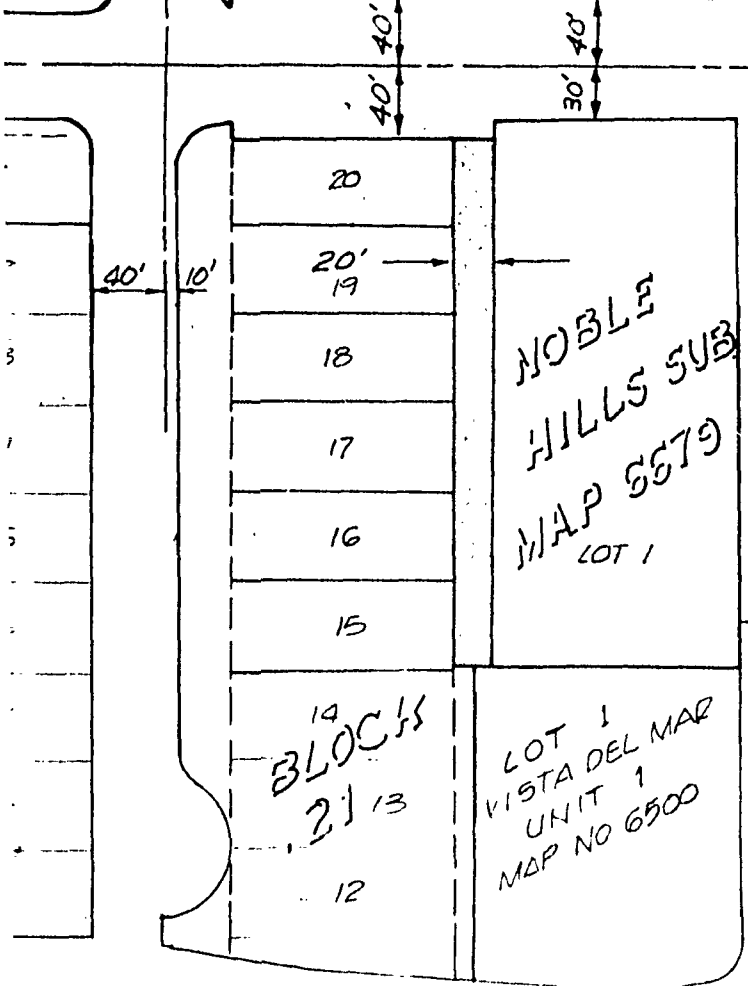 40'
40'
40'
30'
20
40'
10'
20'
19
18
17
16
15
NOBLE
HILLS SUB
MAP 5579
LOT 1
14
BLOCK
21
13
12
LOT 1
VISTA DEL MAR
UNIT 1
MAP NO 6500